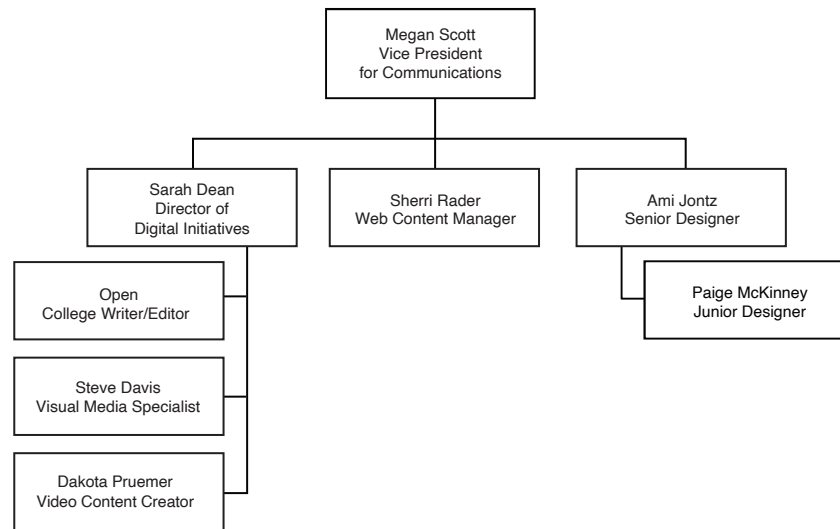 Megan Scott
Vice President
for Communications
Sarah Dean
Director of
Digital Initiatives
Sherri Rader
Web Content Manager
Ami Jontz
Senior Designer
Open
College Writer/Editor
Paige McKinney
Junior Designer
Steve Davis
Visual Media Specialist
Dakota Pruemer
Video Content Creator